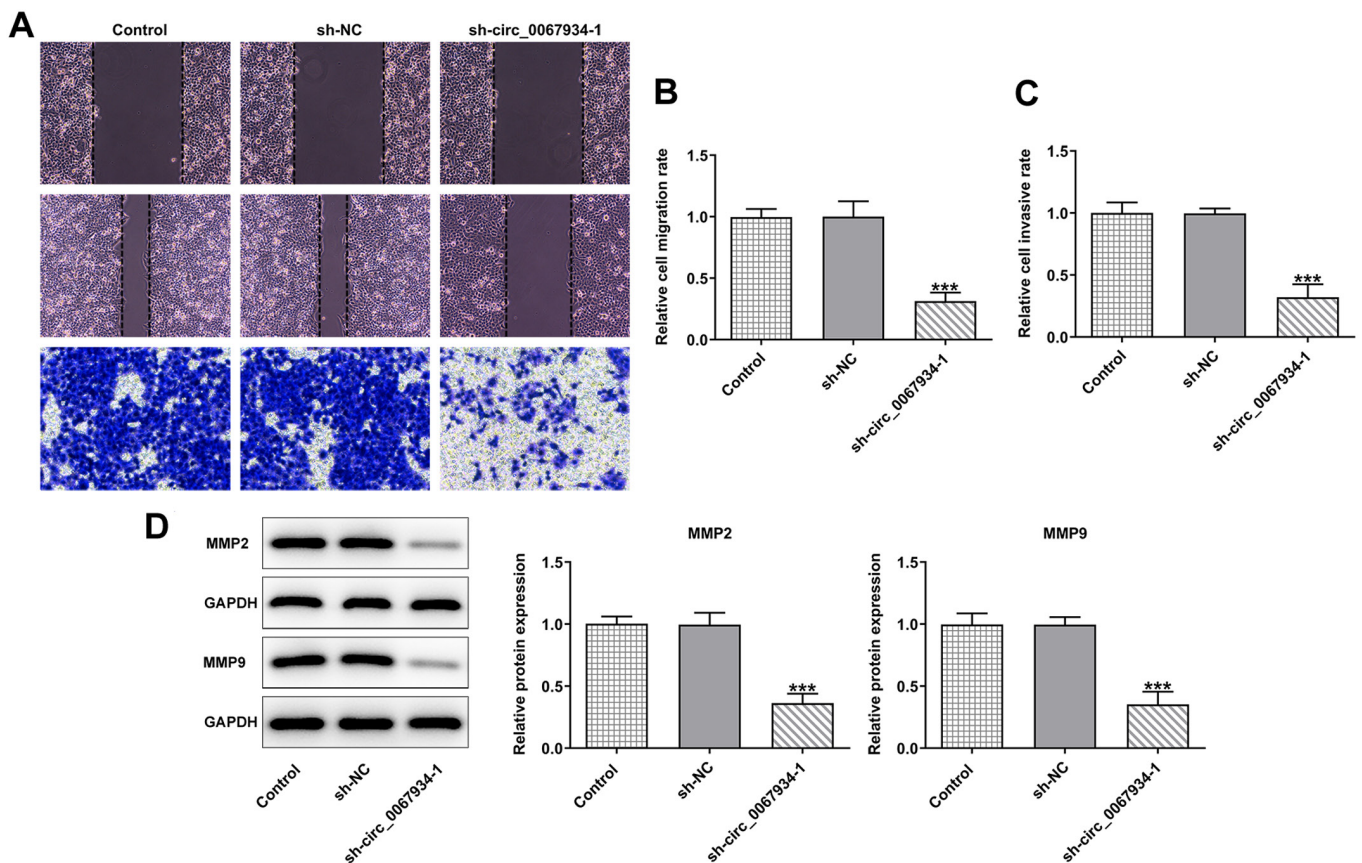 A
Control
sh-NC
sh-circ_0067934-1
B
Relative cell migration rate
1.5
1.0
0.5
0.0
***
Control
sh-NC
sh-circ_0067934-1
C
Relative cell invasive rate
1.5
1.0
0.5
0.0
***
Control
sh-NC
sh-circ_0067934-1
D
MMP2
GAPDH
MMP9
GAPDH
Control
sh-NC
sh-circ_0067934-1
MMP2
Relative protein expression
1.5
1.0
0.5
0.0
***
Control
sh-NC
sh-circ_0067934-1
MMP9
Relative protein expression
1.5
1.0
0.5
0.0
***
Control
sh-NC
sh-circ_0067934-1